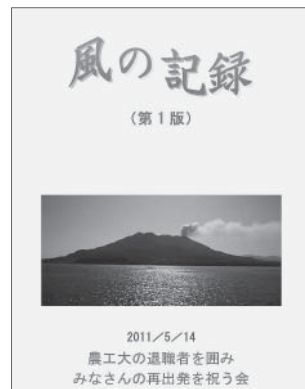 風の記録
（第１版）
2011／5／14
農工大の退職者を囲み
みなさんの再出発を祝う会